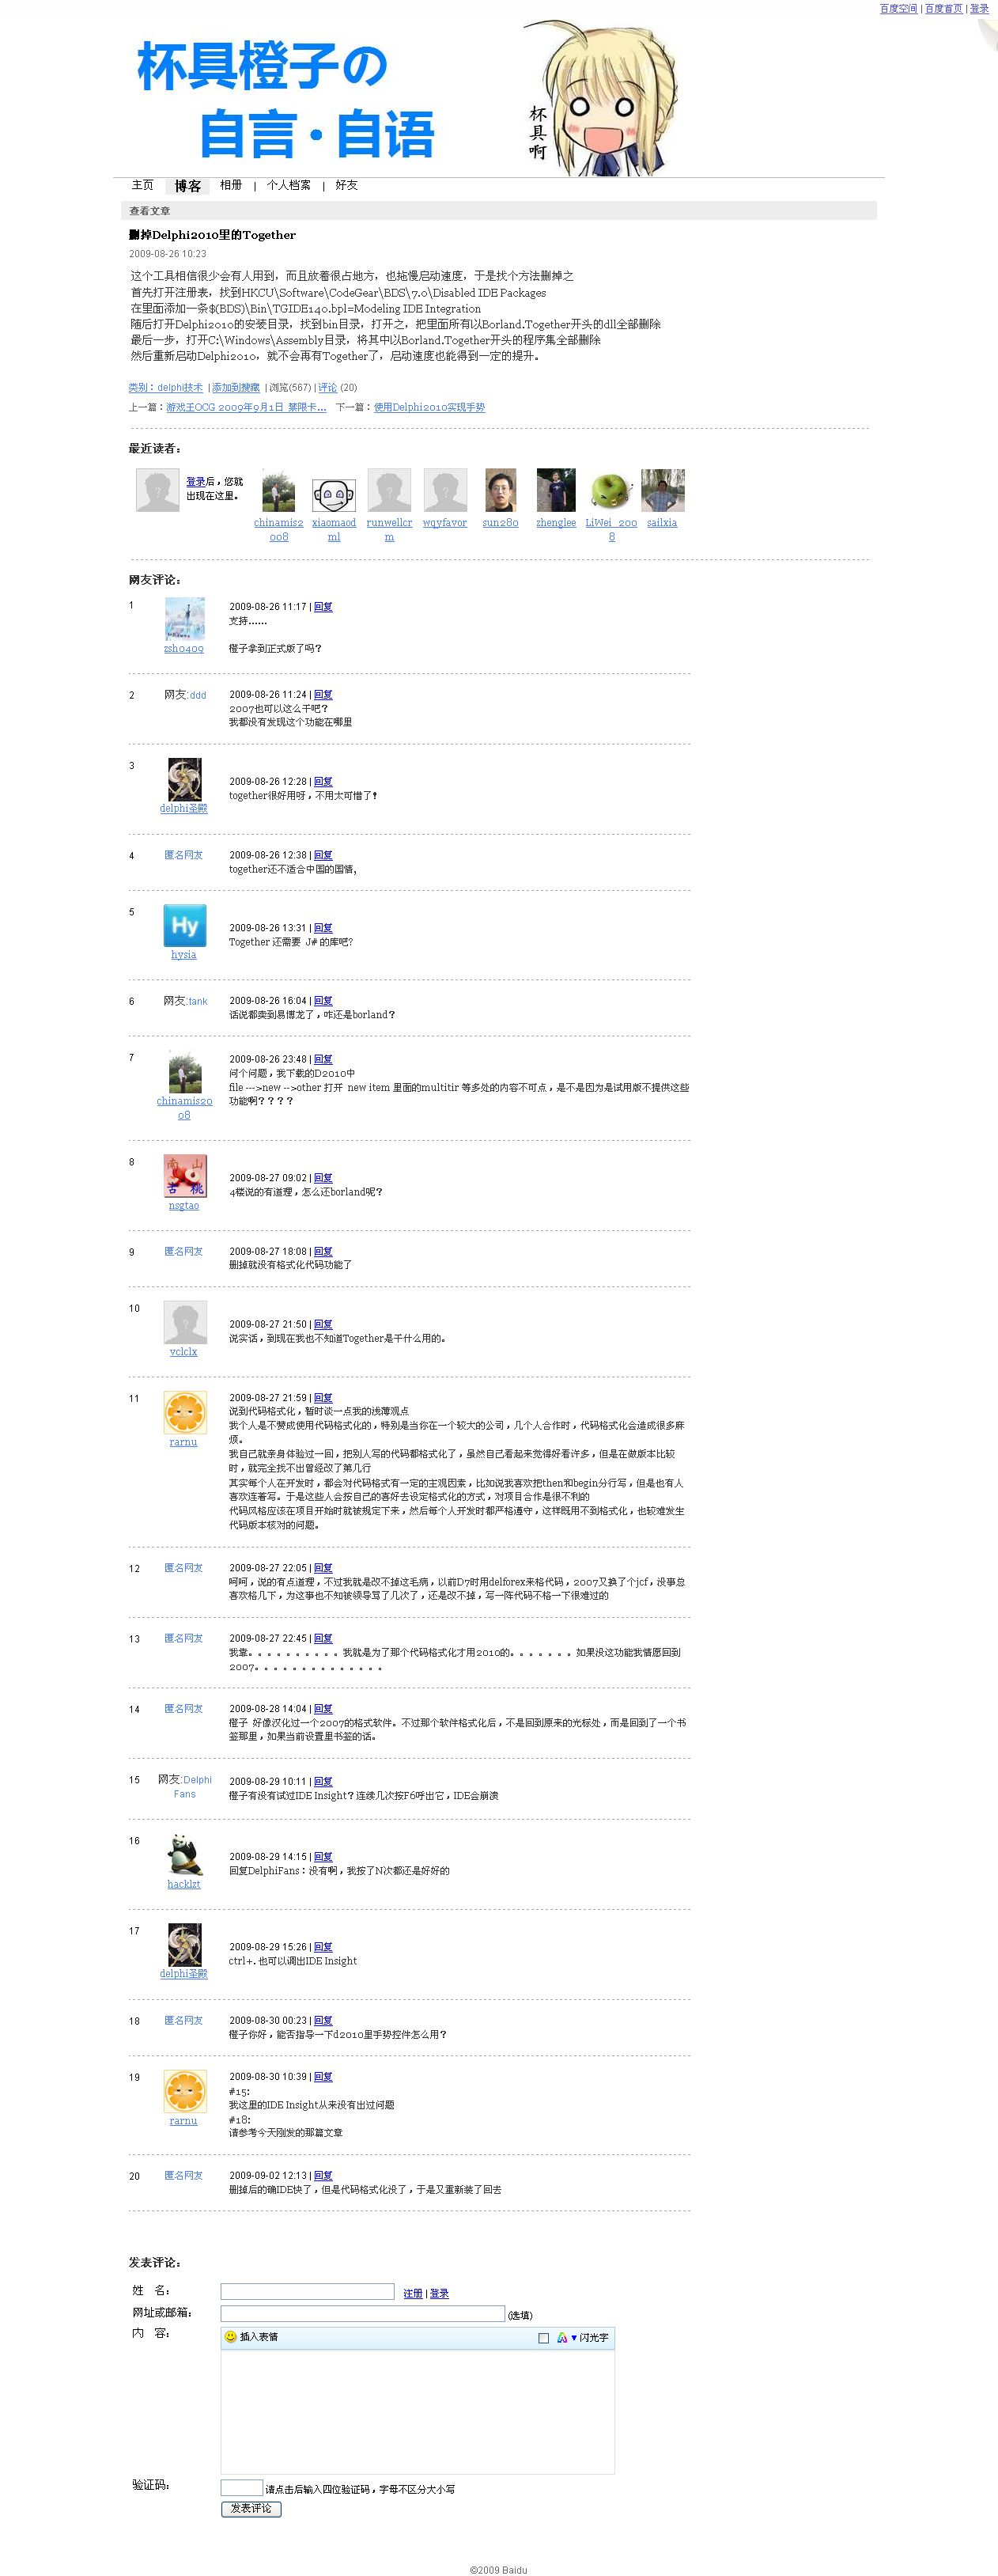 百度空间 | 百度首页 | 登录
杯具橙子の
自言·自语
杯具啊
主页 博客 相册 | 个人档案 | 好友
查看文章
删掉Delphi2010里的Together
2009-08-26 10:23
这个工具相信很少会有人用到，而且放着很占地方，也拖慢启动速度，于是找个方法删掉之
首先打开注册表，找到HKCU\Software\CodeGear\BDS\7.0\Disabled IDE Packages
在里面添加一条$(BDS)\Bin\TGIDE140.bpl=Modeling IDE Integration
随后打开Delphi2010的安装目录，找到bin目录，打开之，把里面所有以Borland.Together开头的dll全部删除
最后一步，打开C:\Windows\Assembly目录，将其中以Borland.Together开头的程序集全部删除
然后重新启动Delphi2010，就不会再有Together了，启动速度也能得到一定的提升。
类别：delphi技术 | 添加到搜藏 | 浏览(567) | 评论 (20)
上一篇：游戏王OCG 2009年9月1日 禁限卡... 下一篇：使用Delphi2010实现手势
最近读者：
登录后，您就
出现在这里。
chinamis2
008
xiaomaod
ml
runwellcr
m
wqyfavor
sun280
zhenglee
LiWei_200
8
sailxia
网友评论：
1
zsh0409
2009-08-26 11:17 | 回复
支持......
橙子拿到正式版了吗？
2 网友:ddd
2009-08-26 11:24 | 回复
2007也可以这么干吧？
我都没有发现这个功能在哪里
3
delphi圣殿
2009-08-26 12:28 | 回复
together很好用呀，不用太可惜了！
4 匿名网友
2009-08-26 12:38 | 回复
together还不适合中国的国情,
5
Hy
hysia
2009-08-26 13:31 | 回复
Together 还需要 J# 的库吧?
6 网友:tank
2009-08-26 16:04 | 回复
话说都卖到易博龙了，咋还是borland？
7
chinamis20
08
2009-08-26 23:48 | 回复
问个问题，我下载的D2010中
file --->new -->other 打开 new item 里面的multitir 等多处的内容不可点，是不是因为是试用版不提供这些
功能啊？？？？
8
南山
古桃
nsgtao
2009-08-27 09:02 | 回复
4楼说的有道理，怎么还borland呢？
9 匿名网友
2009-08-27 18:08 | 回复
删掉就没有格式化代码功能了
10
vclclx
2009-08-27 21:50 | 回复
说实话，到现在我也不知道Together是干什么用的。
11
rarnu
2009-08-27 21:59 | 回复
说到代码格式化，暂时谈一点我的浅薄观点
我个人是不赞成使用代码格式化的，特别是当你在一个较大的公司，几个人合作时，代码格式化会造成很多麻
烦。
我自己就亲身体验过一回，把别人写的代码都格式化了，虽然自己看起来觉得好看许多，但是在做版本比较
时，就完全找不出曾经改了第几行
其实每个人在开发时，都会对代码格式有一定的主观因素，比如说我喜欢把then和begin分行写，但是也有人
喜欢连着写。于是这些人会按自己的喜好去设定格式化的方式，对项目合作是很不利的
代码风格应该在项目开始时就被规定下来，然后每个人开发时都严格遵守，这样既用不到格式化，也较难发生
代码版本核对的问题。
12 匿名网友
2009-08-27 22:05 | 回复
呵呵，说的有点道理，不过我就是改不掉这毛病，以前D7时用delforex来格代码，2007又换了个jcf，没事总
喜欢格几下，为这事也不知被领导骂了几次了，还是改不掉，写一阵代码不格一下很难过的
13 匿名网友
2009-08-27 22:45 | 回复
我靠。。。。。。。。。。我就是为了那个代码格式化才用2010的。。。。。。。如果没这功能我情愿回到
2007。。。。。。。。。。。。。。
14 匿名网友
2009-08-28 14:04 | 回复
橙子 好像汉化过一个2007的格式软件。不过那个软件格式化后，不是回到原来的光标处，而是回到了一个书
签那里，如果当前设置里书签的话。
15 网友:Delphi
Fans
2009-08-29 10:11 | 回复
橙子有没有试过IDE Insight？连续几次按F6呼出它，IDE会崩溃
16
hacklzt
2009-08-29 14:15 | 回复
回复DelphiFans：没有啊，我按了N次都还是好好的
17
delphi圣殿
2009-08-29 15:26 | 回复
ctrl+. 也可以调出IDE Insight
18 匿名网友
2009-08-30 00:23 | 回复
橙子你好，能否指导一下d2010里手势控件怎么用？
19
rarnu
2009-08-30 10:39 | 回复
#15:
我这里的IDE Insight从来没有出过问题
#18:
请参考今天刚发的那篇文章
20 匿名网友
2009-09-02 12:13 | 回复
删掉后的确IDE快了，但是代码格式化没了，于是又重新装了回去
发表评论：
姓 名： 注册 | 登录
网址或邮箱： (选填)
内 容： 插入表情 闪光字
验证码： 请点击后输入四位验证码，字母不区分大小写
发表评论
©2009 Baidu